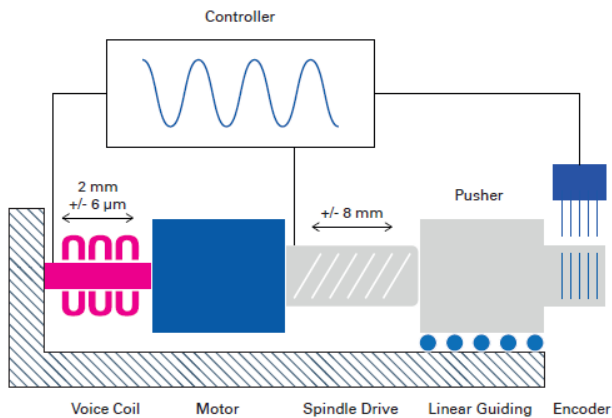 Controller
2 mm
+/- 6 µm
+/- 8 mm
Pusher
Voice Coil
Motor
Spindle Drive
Linear Guiding
Encoder